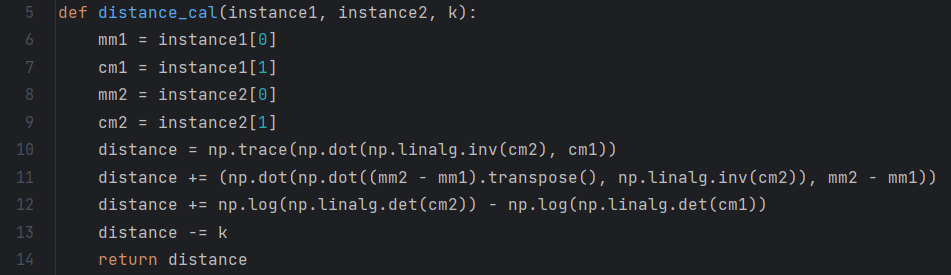 5 def distance_cal(instance1, instance2, k):
6     mm1 = instance1[0]
7     cm1 = instance1[1]
8     mm2 = instance2[0]
9     cm2 = instance2[1]
10     distance = np.trace(np.dot(np.linalg.inv(cm2), cm1))
11     distance += (np.dot(np.dot((mm2 - mm1).transpose(), np.linalg.inv(cm2)), mm2 - mm1))
12     distance += np.log(np.linalg.det(cm2)) - np.log(np.linalg.det(cm1))
13     distance -= k
14     return distance